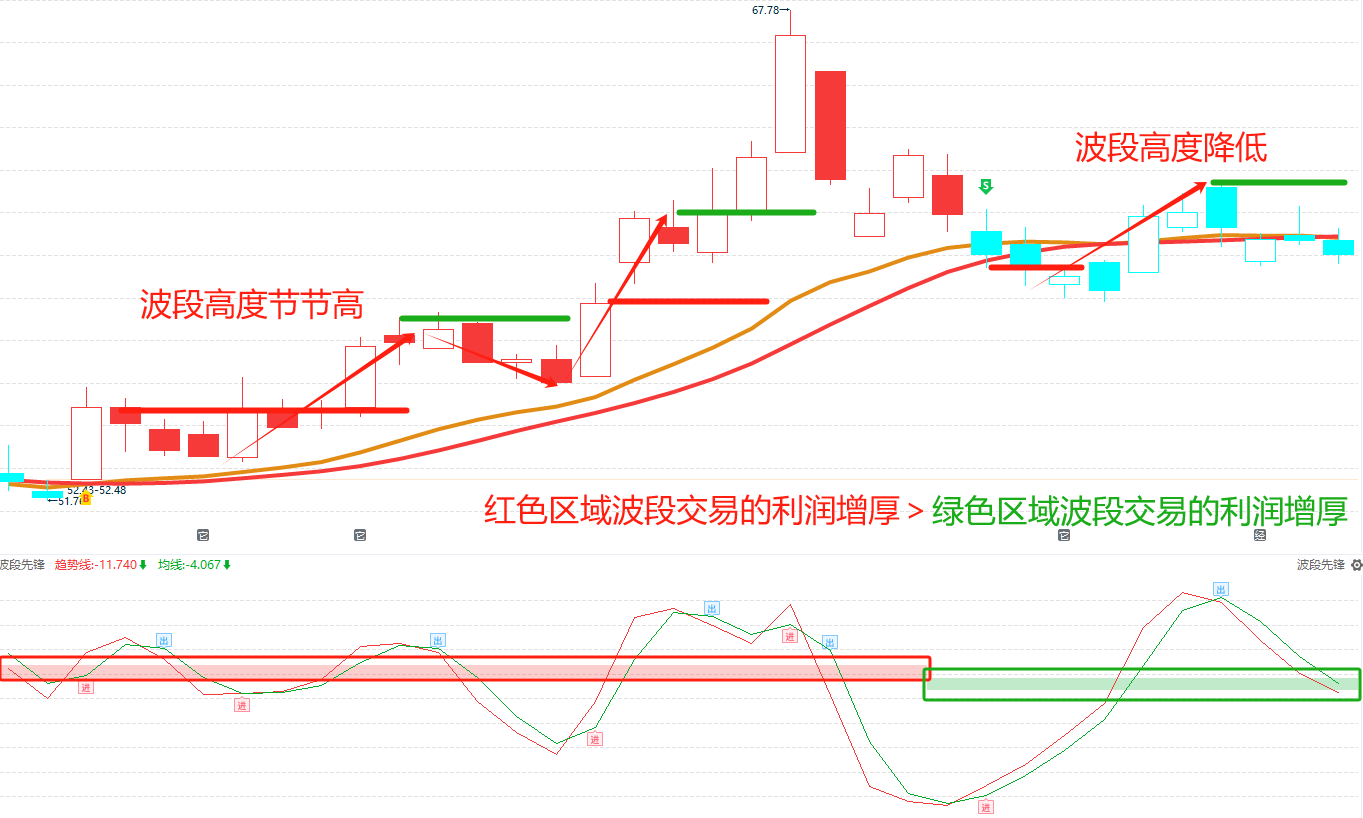 67.78
波段高度降低
S
波段高度节节高
52.43-52.48
51.76
B
红色区域波段交易的利润增厚 > 绿色区域波段交易的利润增厚
波段先锋 趋势线:-11.740 均线:-4.067 波段先锋
出
出
出
出
出
进
进
进
进
进